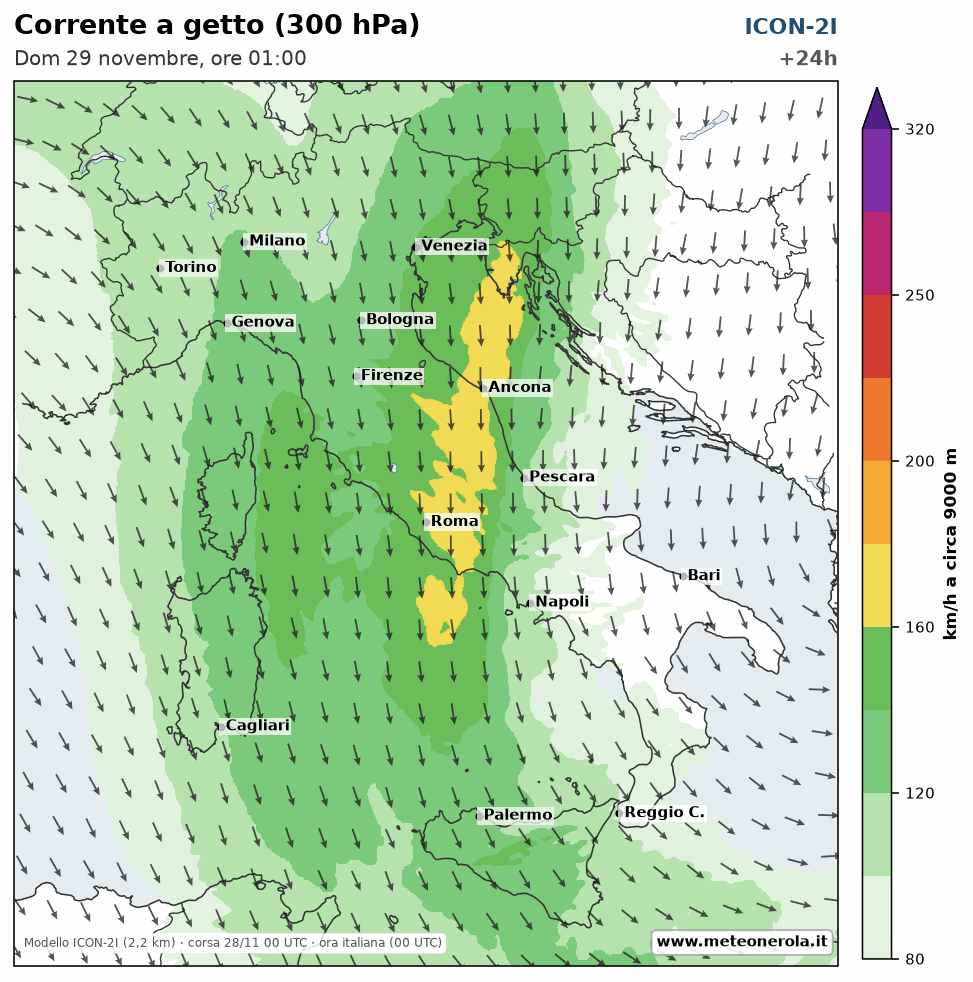 Corrente a getto (300 hPa)
ICON-2I
Dom 29 novembre, ore 01:00
+24h
Milano
Venezia
Torino
Genova
Bologna
Firenze
Ancona
Pescara
Roma
Bari
Napoli
Cagliari
Palermo
Reggio C.
Modello ICON-2I (2,2 km) · corsa 28/11 00 UTC · ora italiana (00 UTC)
www.meteonerola.it
320
250
200
160
120
80
km/h a circa 9000 m